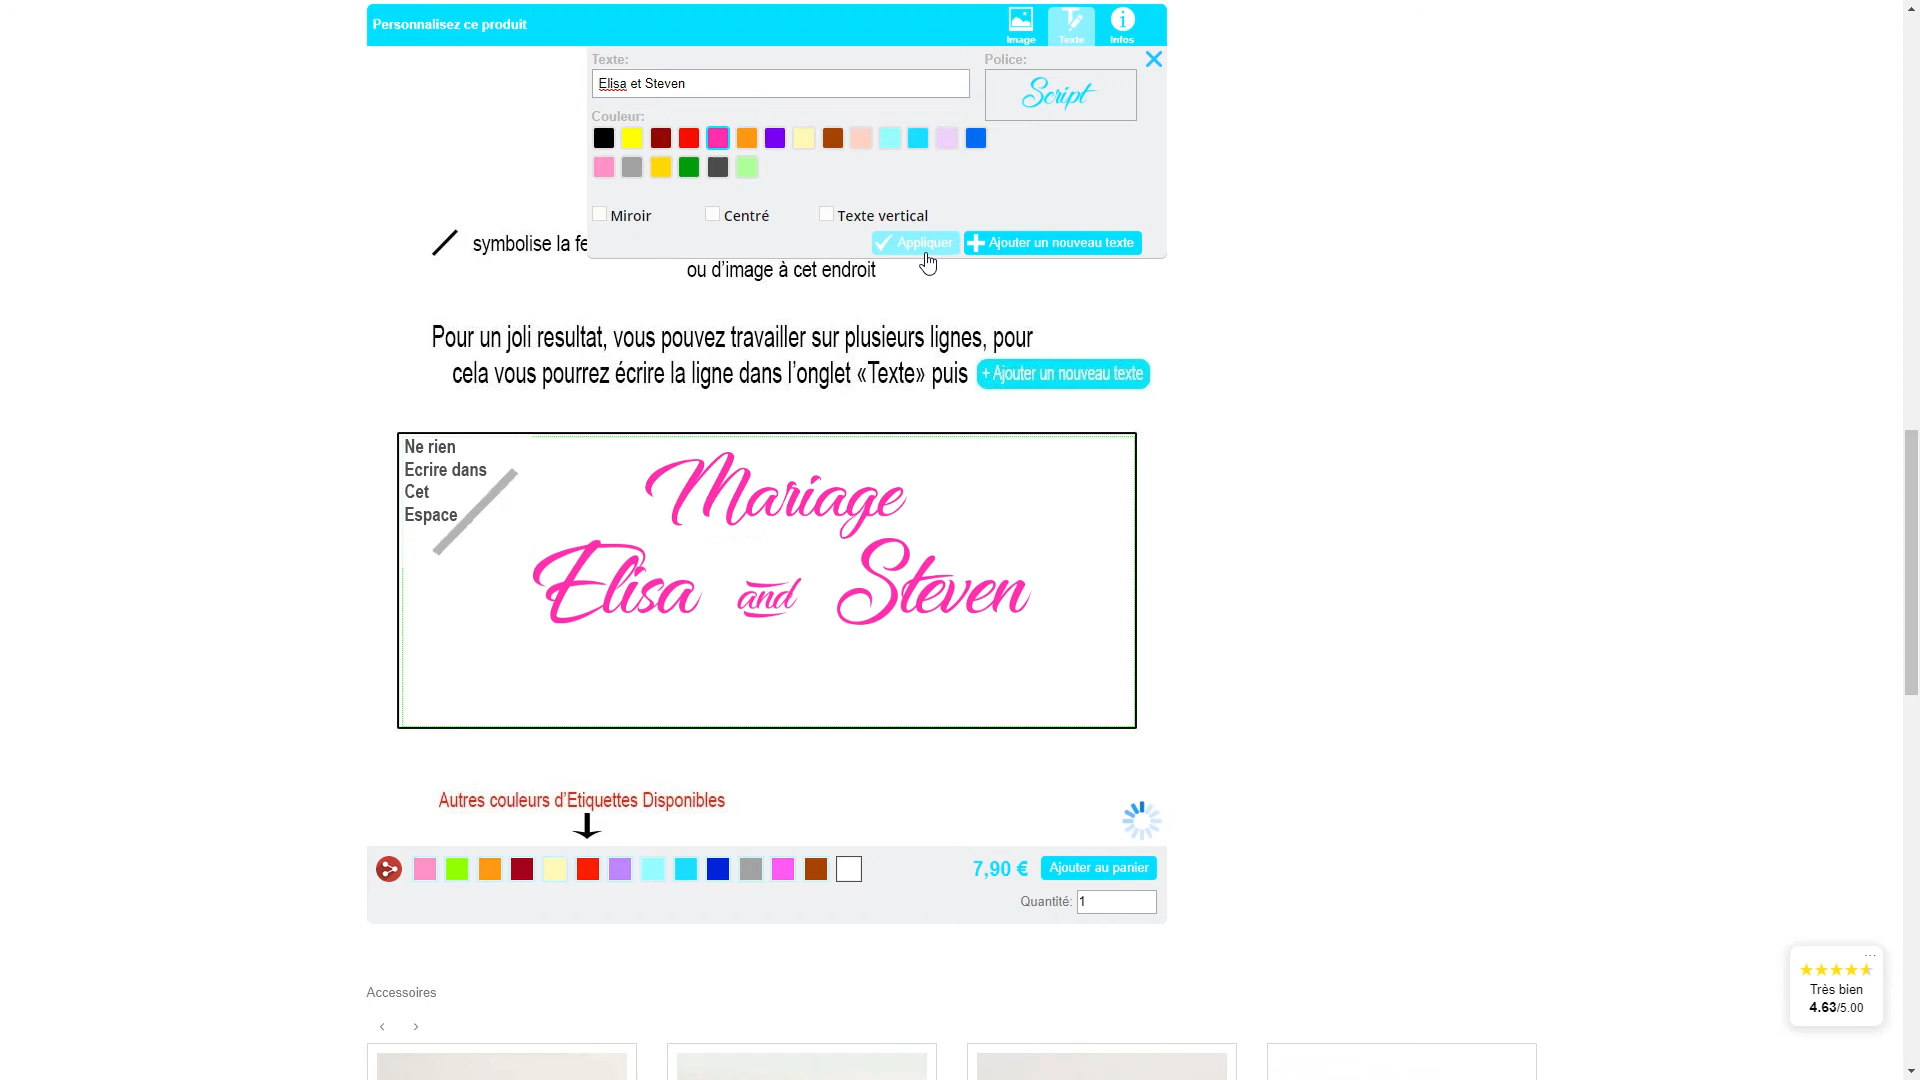 Personnalisez ce produit
Image
Texte
Infos
Texte:
Police:
Elisa et Steven
Script
Couleur:
Miroir
Centré
Texte vertical
Appliquer
Ajouter un nouveau texte
symbolise la fe
ou d’image à cet endroit
Pour un joli resultat, vous pouvez travailler sur plusieurs lignes, pour
cela vous pourrez écrire la ligne dans l’onglet «Texte» puis + Ajouter un nouveau texte
Ne rien
Ecrire dans
Cet
Espace
Mariage
Elisa and Steven
Autres couleurs d’Etiquettes Disponibles
7,90 €
Ajouter au panier
Quantité:
1
Accessoires
Très bien
4.63/5.00